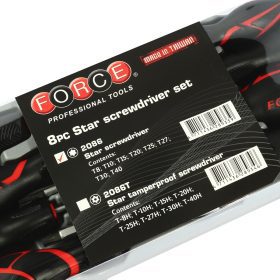 FORCE
PROFESSIONAL TOOLS
MADE IN TAIWAN
8pc Star screwdriver set
2086
Star screwdriver
Contents:
T8, T10, T15, T20, T25, T27,
T30, T40
2086T
Star tamperproof screwdriver
Contents:
T-8H; T-10H, T-15H, T-20H,
T-25H, T-27H, T-30H, T-40H